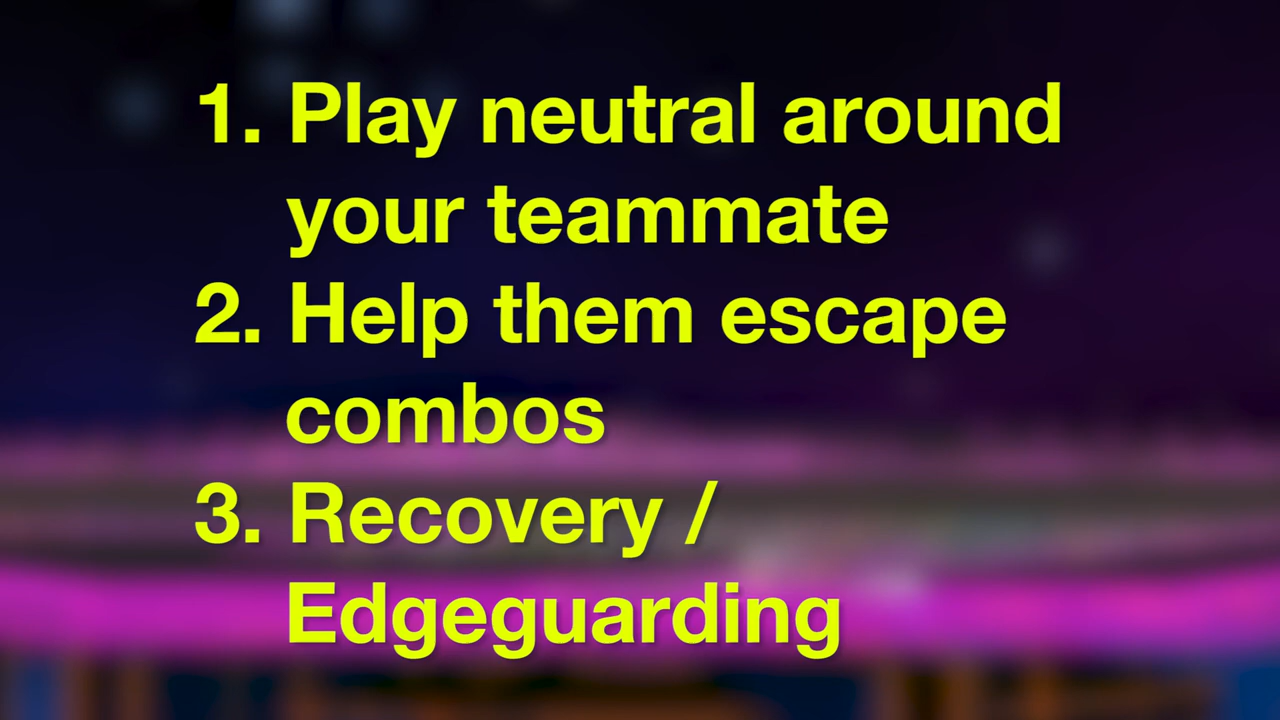 1. Play neutral around
your teammate
2. Help them escape
combos
3. Recovery /
Edgeguarding